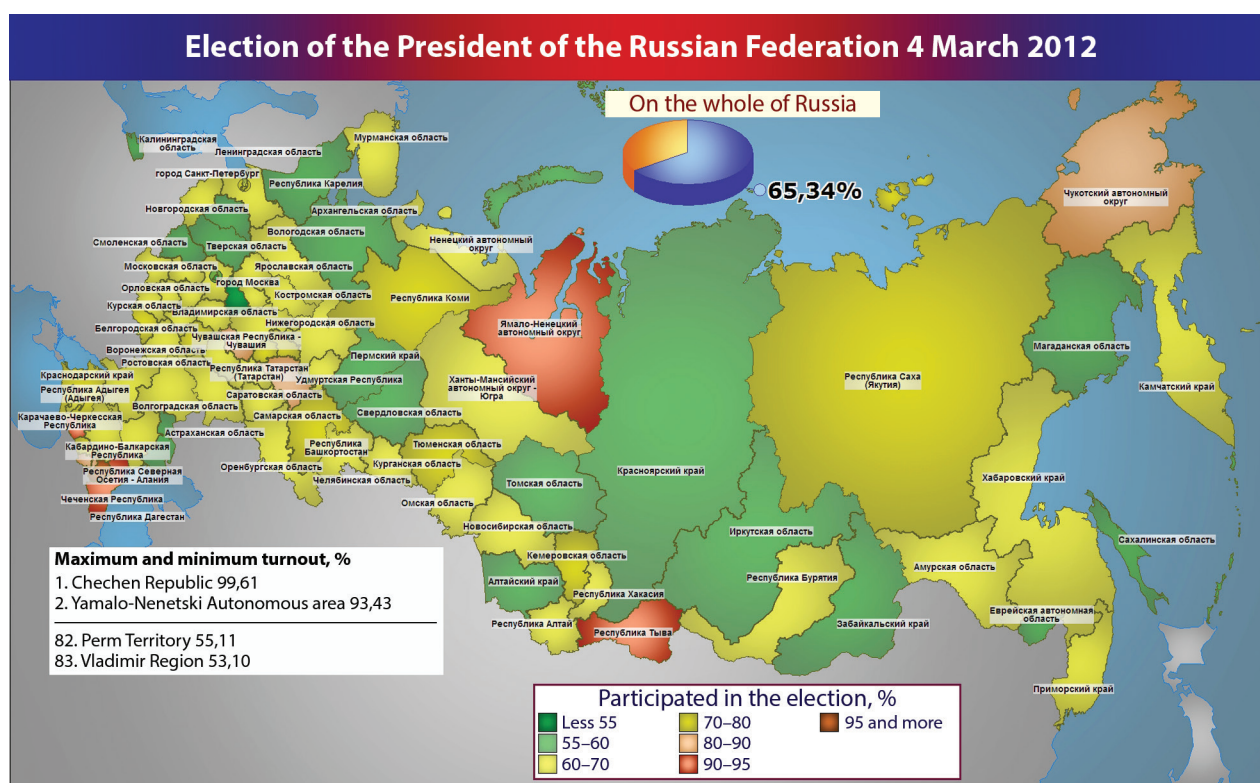 Election of the President of the Russian Federation 4 March 2012
On the whole of Russia
65,34%
Калининградская
область
Ленинградская область
Мурманская область
город Санкт-Петербург
Республика Карелия
Новгородская область
Архангельская область
Смоленская область
Тверская область
Вологодская область
Ненецкий автономный
округ
Чукотский автономный
округ
Московская область
Ярославская область
Орловская область
город Москва
Костромская область
Республика Коми
Курская область
Владимирская область
Белгородская область
Нижегородская область
Чувашская Республика -
Чувашия
Ямало-Ненецкий
автономный округ
Воронежская область
Пермский край
Ростовская область
Краснодарский край
Республика Татарстан
(Татарстан)
Удмуртская Республика
Ханты-Мансийский
автономный округ -
Югра
Республика Саха
(Якутия)
Магаданская область
Камчатский край
Республика Адыгея
(Адыгея)
Саратовская область
Волгоградская область
Самарская область
Свердловская область
Карачаево-Черкесская
Республика
Астраханская область
Кабардино-Балкарская
Республика
Республика
Башкортостан
Тюменская область
Оренбургская область
Курганская область
Челябинская область
Республика Северная
Осетия - Алания
Чеченская Республика
Республика Дагестан
Красноярский край
Томская область
Омская область
Хабаровский край
Новосибирская область
Иркутская область
Сахалинская область
Кемеровская область
Алтайский край
Республика Бурятия
Амурская область
Республика Хакасия
Республика Алтай
Республика Тыва
Забайкальский край
Еврейская автономная
область
Приморский край
Maximum and minimum turnout, %
1. Chechen Republic 99,61
2. Yamalo-Nenetski Autonomous area 93,43
82. Perm Territory 55,11
83. Vladimir Region 53,10
Participated in the election, %
Less 55
70–80
95 and more
55–60
80–90
60–70
90–95